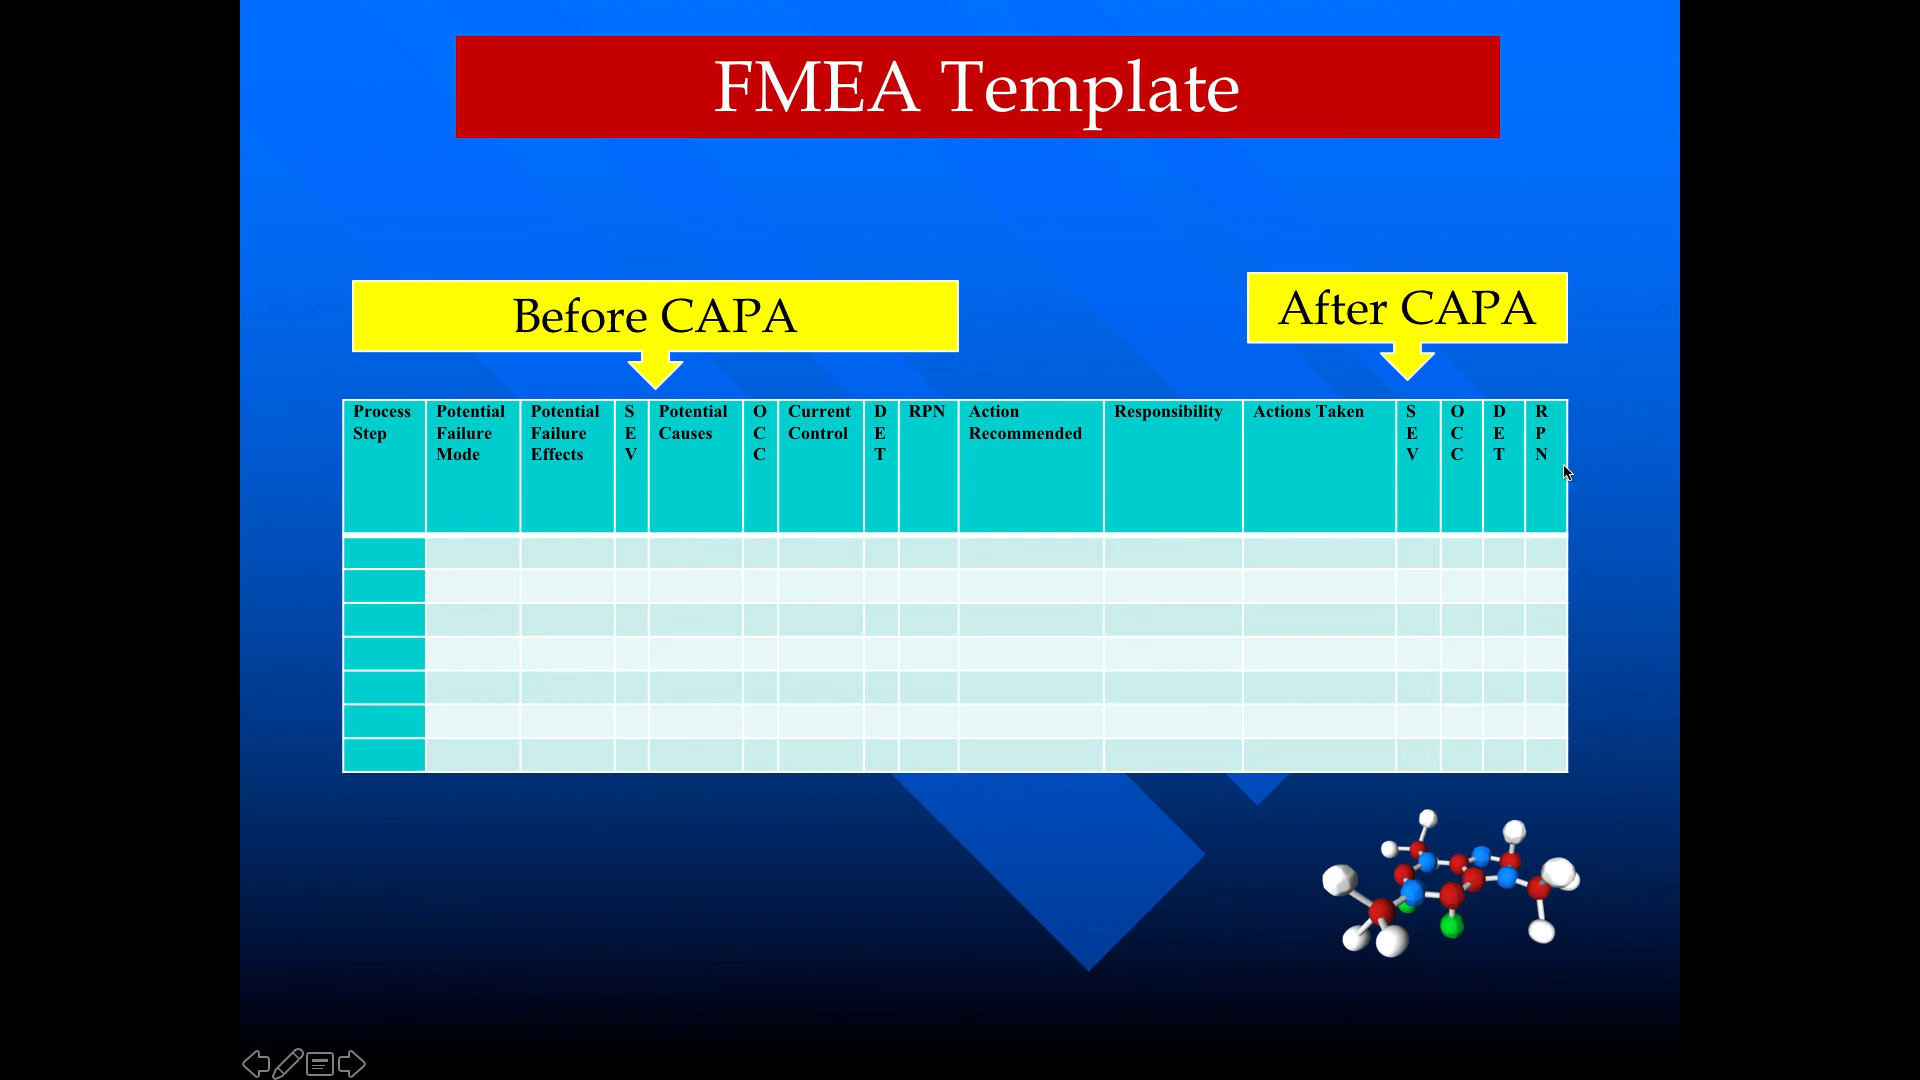 FMEA Template
Before CAPA
After CAPA
Process
Step
Potential
Failure
Mode
Potential
Failure
Effects
S
E
V
Potential
Causes
O
C
C
Current
Control
D
E
T
RPN
Action
Recommended
Responsibility
Actions Taken
S
E
V
O
C
C
D
E
T
R
P
N